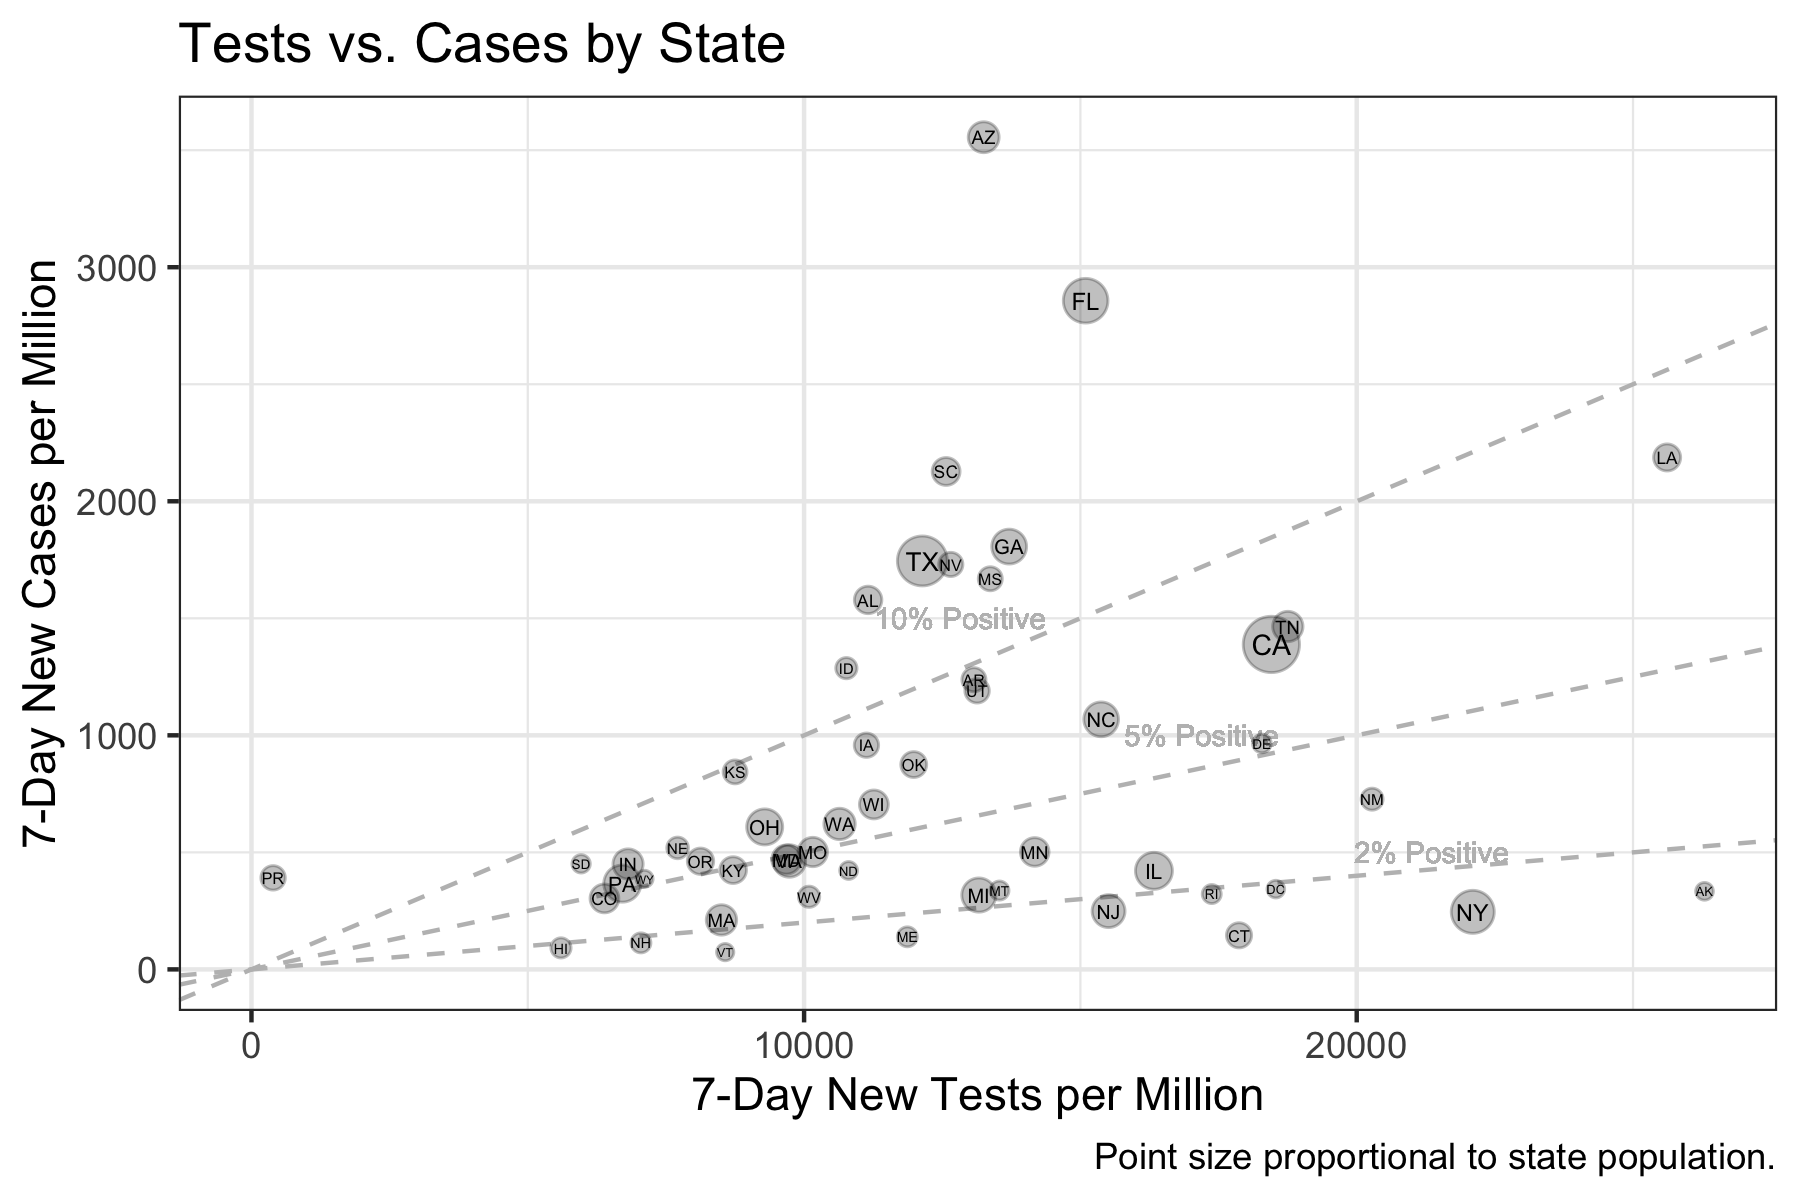 Tests vs. Cases by State
7-Day New Cases per Million
3000
2000
1000
0
AZ
FL
LA
SC
GA
TX
NV
MS
AL
10% Positive
TN
CA
ID
AR
UT
NC
5% Positive
DE
IA
OK
KS
NM
WI
WA
OH
2% Positive
MO
MN
NE
OR
IN
SD
KY
ND
IL
PR
PA
WY
CO
WV
MI
MT
RI
DC
AK
NJ
NY
MA
CT
ME
NH
HI
VT
0
10000
20000
7-Day New Tests per Million
Point size proportional to state population.